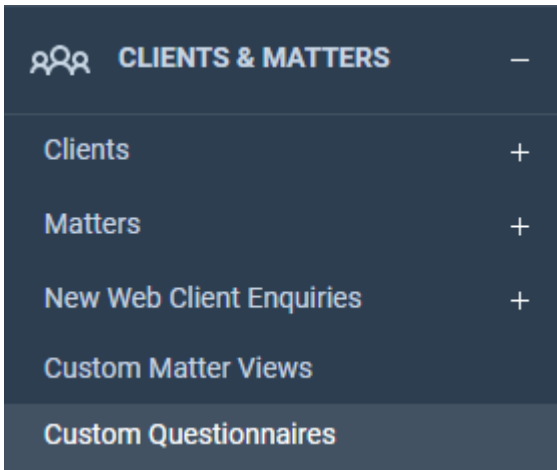 CLIENTS & MATTERS –
Clients +
Matters +
New Web Client Enquiries +
Custom Matter Views
Custom Questionnaires